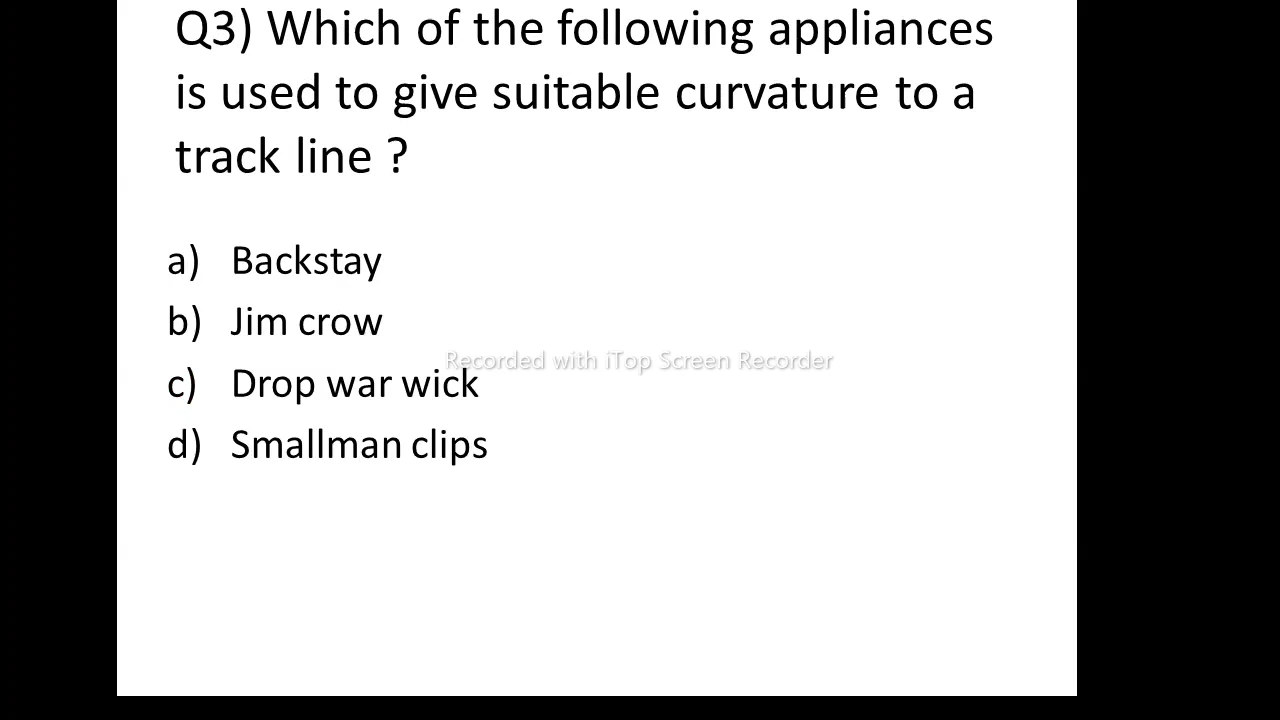 Q3) Which of the following appliances
is used to give suitable curvature to a
track line ?
a) Backstay
b) Jim crow
Recorded with iTop Screen Recorder
c) Drop war wick
d) Smallman clips